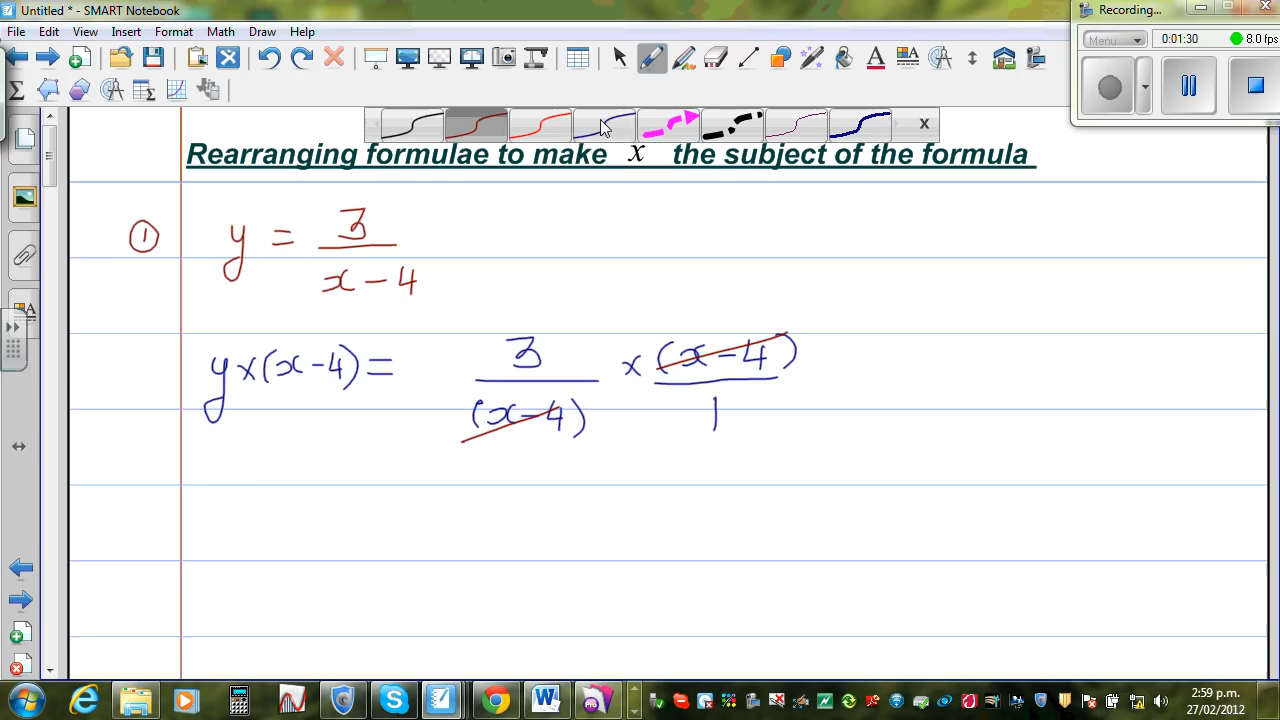 Untitled * - SMART Notebook
Recording...
File Edit View Insert Format Math Draw Help
Menu
0:01:30
8.0 fps
Rearranging formulae to make x the subject of the formula
① y = 3 / x - 4
y × (x - 4) = 3 / (x - 4) × (x - 4) / 1
2:59 p.m.
27/02/2012